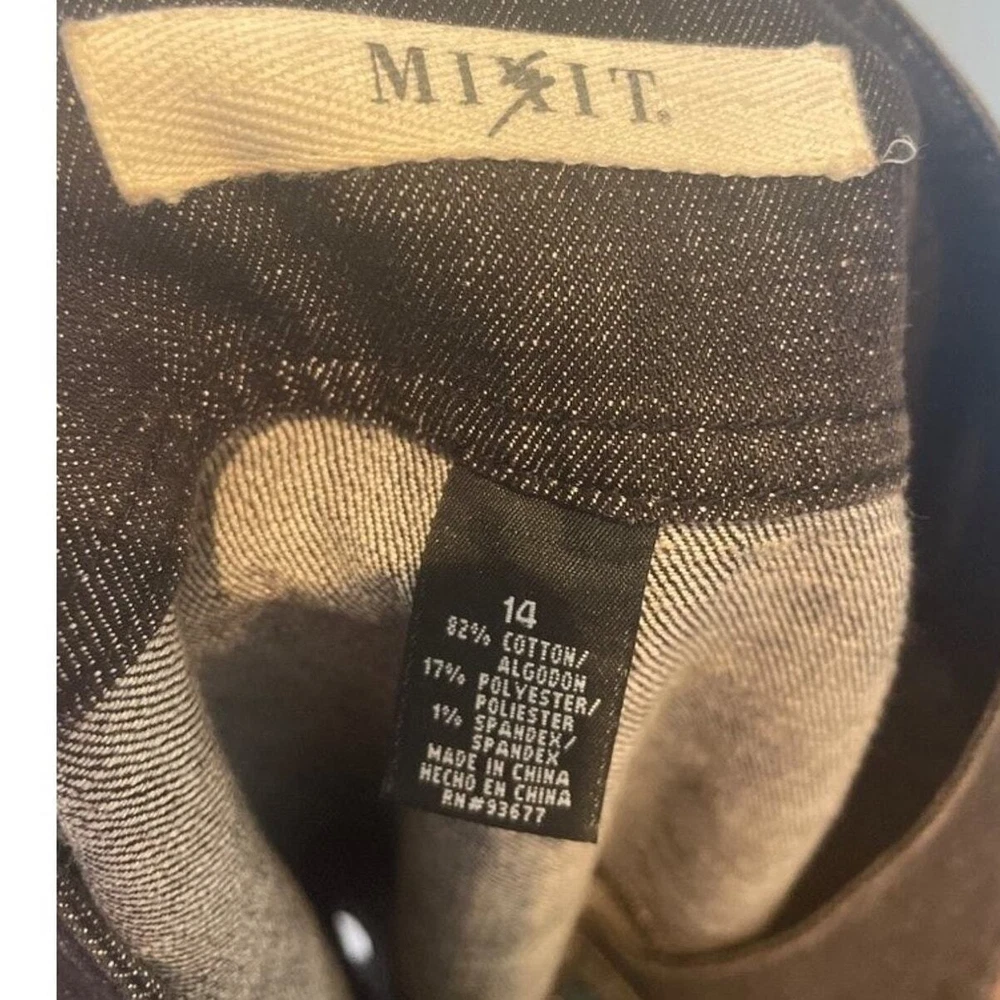 MIXIT.
14
82% COTTON/
ALGODON
17% POLYESTER/
POLIESTER
1% SPANDEX/
SPANDEX
MADE IN CHINA
HECHO EN CHINA
RN#93677